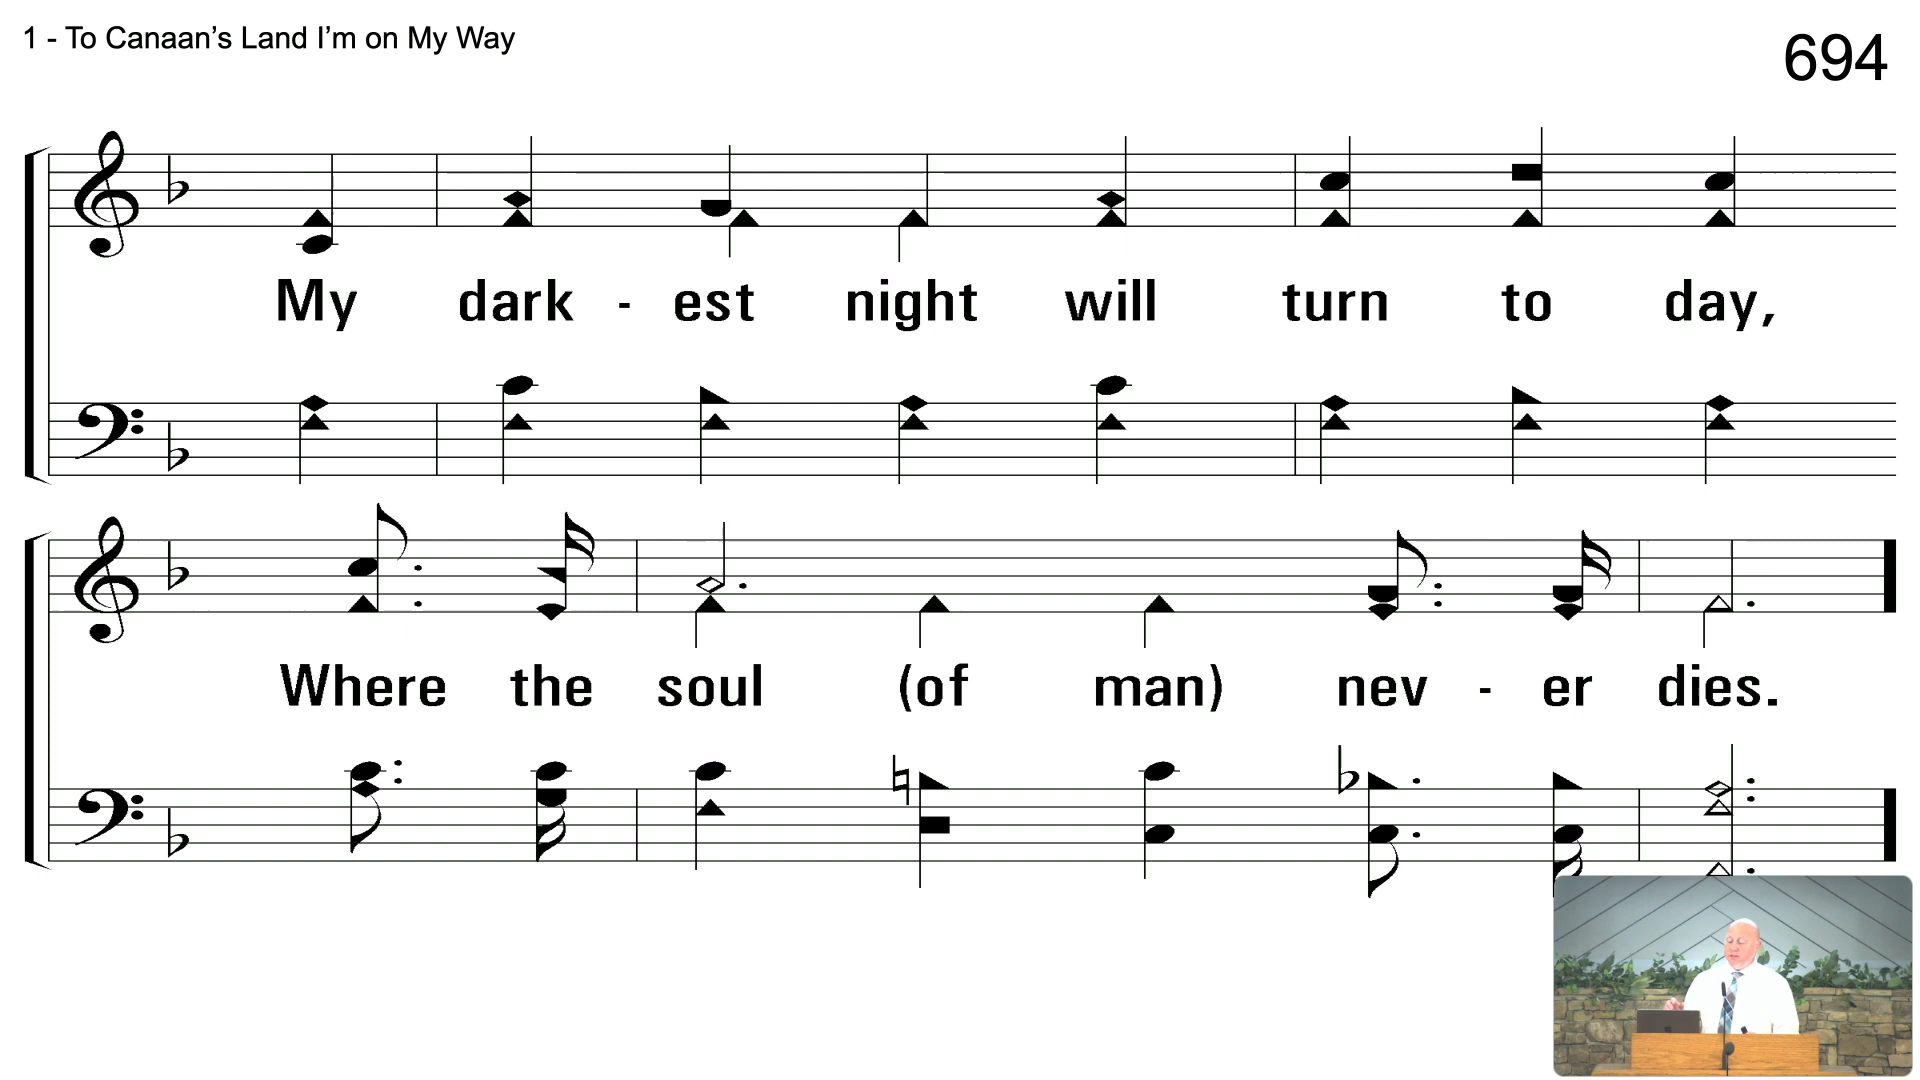 1 - To Canaan’s Land I’m on My Way
694
My dark - est night will turn to day,
Where the soul (of man) nev - er dies.